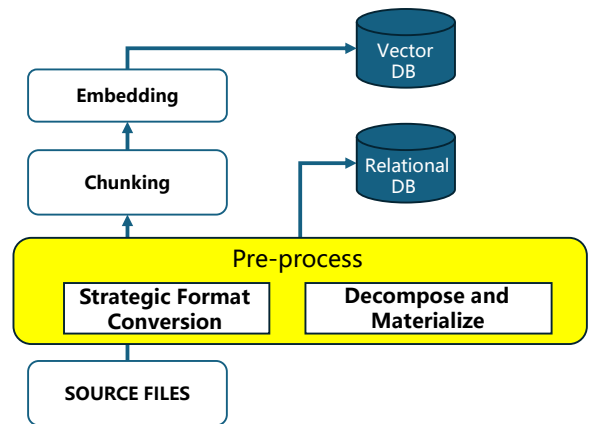 Vector
DB
Embedding
Relational
DB
Chunking
Pre-process
Strategic Format
Conversion
Decompose and
Materialize
SOURCE FILES